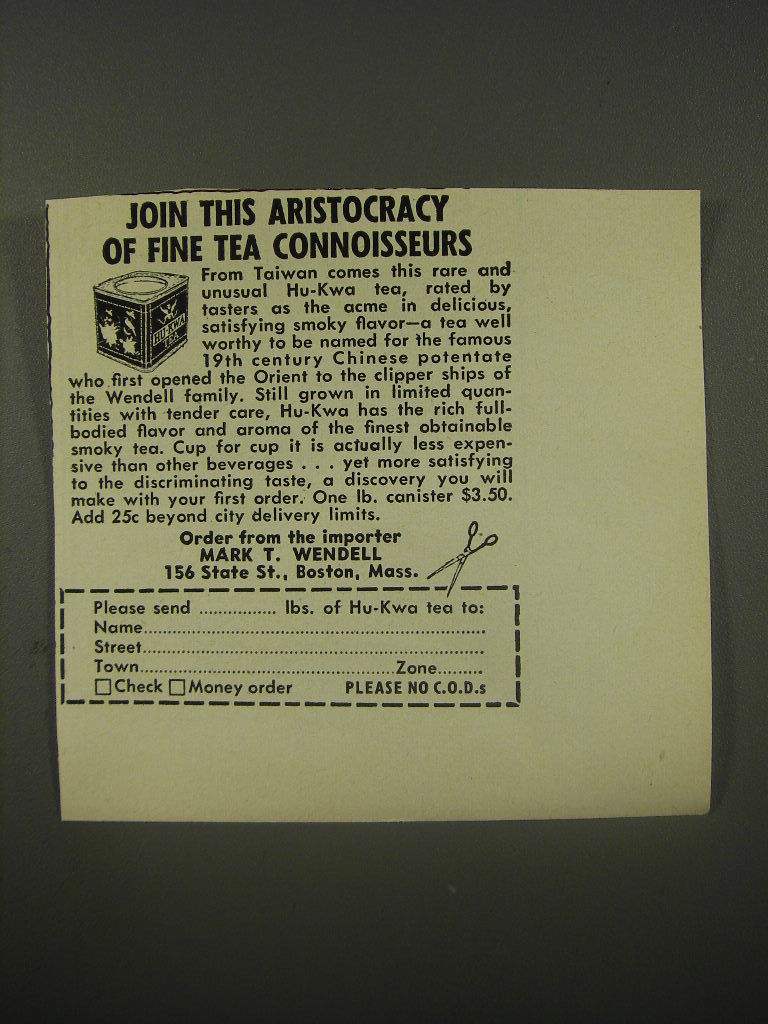 JOIN THIS ARISTOCRACY
OF FINE TEA CONNOISSEURS
HU-KWA
TEA
From Taiwan comes this rare and
unusual Hu-Kwa tea, rated by
tasters as the acme in delicious,
satisfying smoky flavor—a tea well
worthy to be named for the famous
19th century Chinese potentate
who first opened the Orient to the clipper ships of
the Wendell family. Still grown in limited quan-
tities with tender care, Hu-Kwa has the rich full-
bodied flavor and aroma of the finest obtainable
smoky tea. Cup for cup it is actually less expen-
sive than other beverages . . . yet more satisfying
to the discriminating taste, a discovery you will
make with your first order. One lb. canister $3.50.
Add 25c beyond city delivery limits.
Order from the importer
MARK T. WENDELL
156 State St., Boston, Mass.
Please send ................ lbs. of Hu-Kwa tea to:
Name.......................................................................
Street.......................................................................
Town.....................................................Zone.........
☐ Check ☐ Money order PLEASE NO C.O.D.s